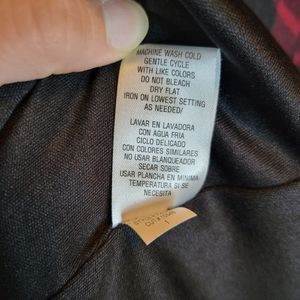 MACHINE WASH COLD
GENTLE CYCLE
WITH LIKE COLORS
DO NOT BLEACH
DRY FLAT
IRON ON LOWEST SETTING
AS NEEDED/
LAVAR EN LAVADORA
CON AGUA FRIA
CICLO DELICADO
CON COLORES SIMILARES
NO USAR BLANQUEADOR
SECAR SOBRE
USAR PLANCHA EN MINIMA
TEMPERATURA SI SE
NECESITA